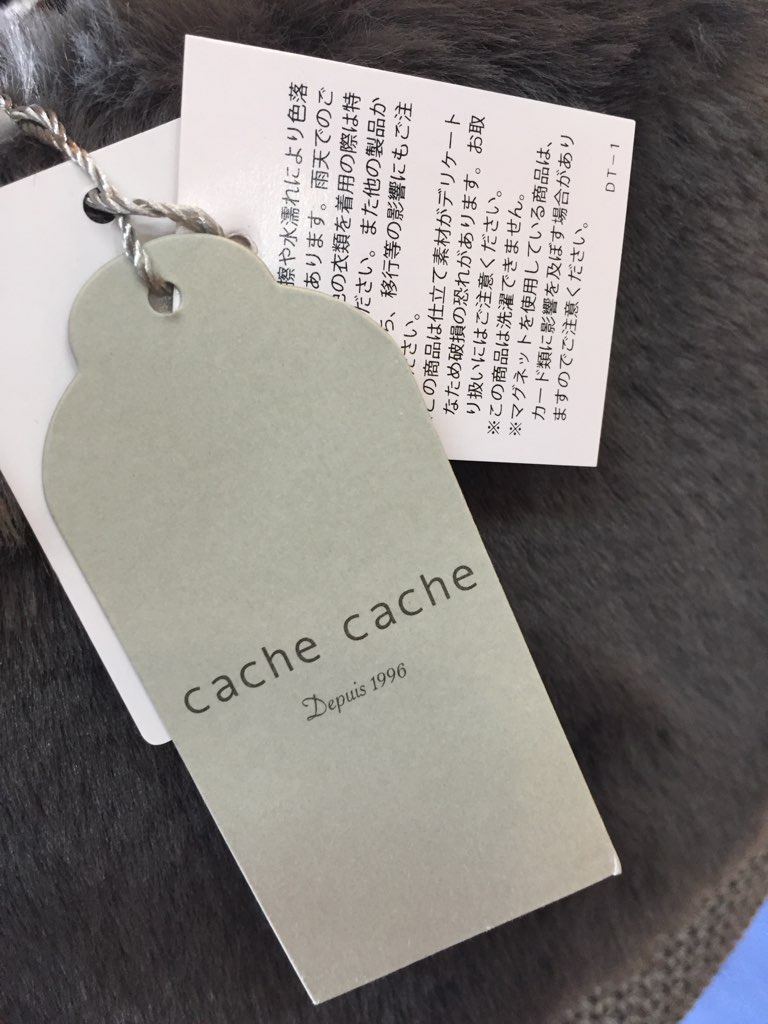 擦や水濡れにより色落
あります。雨天でのご
の衣類を着用の際は特
ださい。また他の製品か
ら、移行等の影響にもご注
ださい。
この商品は仕立て素材がデリケート
なため破損の恐れがあります。お取
り扱いにはご注意ください。
※この商品は洗濯できません。
※マグネットを使用している商品は、
カード類に影響を及ぼす場合があり
ますのでご注意ください。
DT-1
cache cache
Depuis 1996